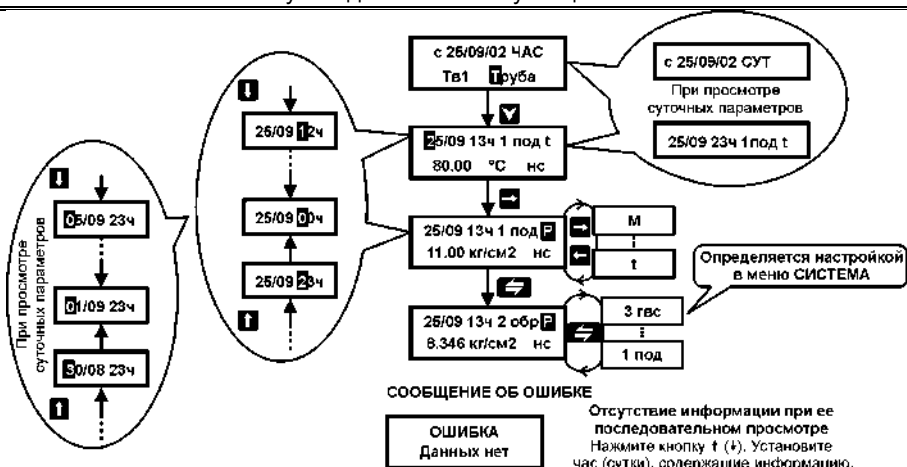 с 25/09/02 ЧАС
Тв1 Труба
с 25/09/02 СУТ
При просмотре
суточных параметров
25/09 23ч 1под t
26/09 12ч
25/09 13ч 1 под t
80.00 °C нс
05/09 23ч
25/09 00ч
25/09 13ч 1 под P
11.00 кг/см2 нс
М
t
Определяется настройкой
в меню СИСТЕМА
При просмотре
суточных параметров
25/09 23ч
01/09 23ч
25/09 13ч 2 обр P
8.346 кг/см2 нс
3 гвс
1 под
30/08 23ч
СООБЩЕНИЕ ОБ ОШИБКЕ
ОШИБКА
Данных нет
Отсутствие информации при ее
последовательном просмотре
Нажмите кнопку ↑ (↓). Установите
час (сутки), содержащие информацию.